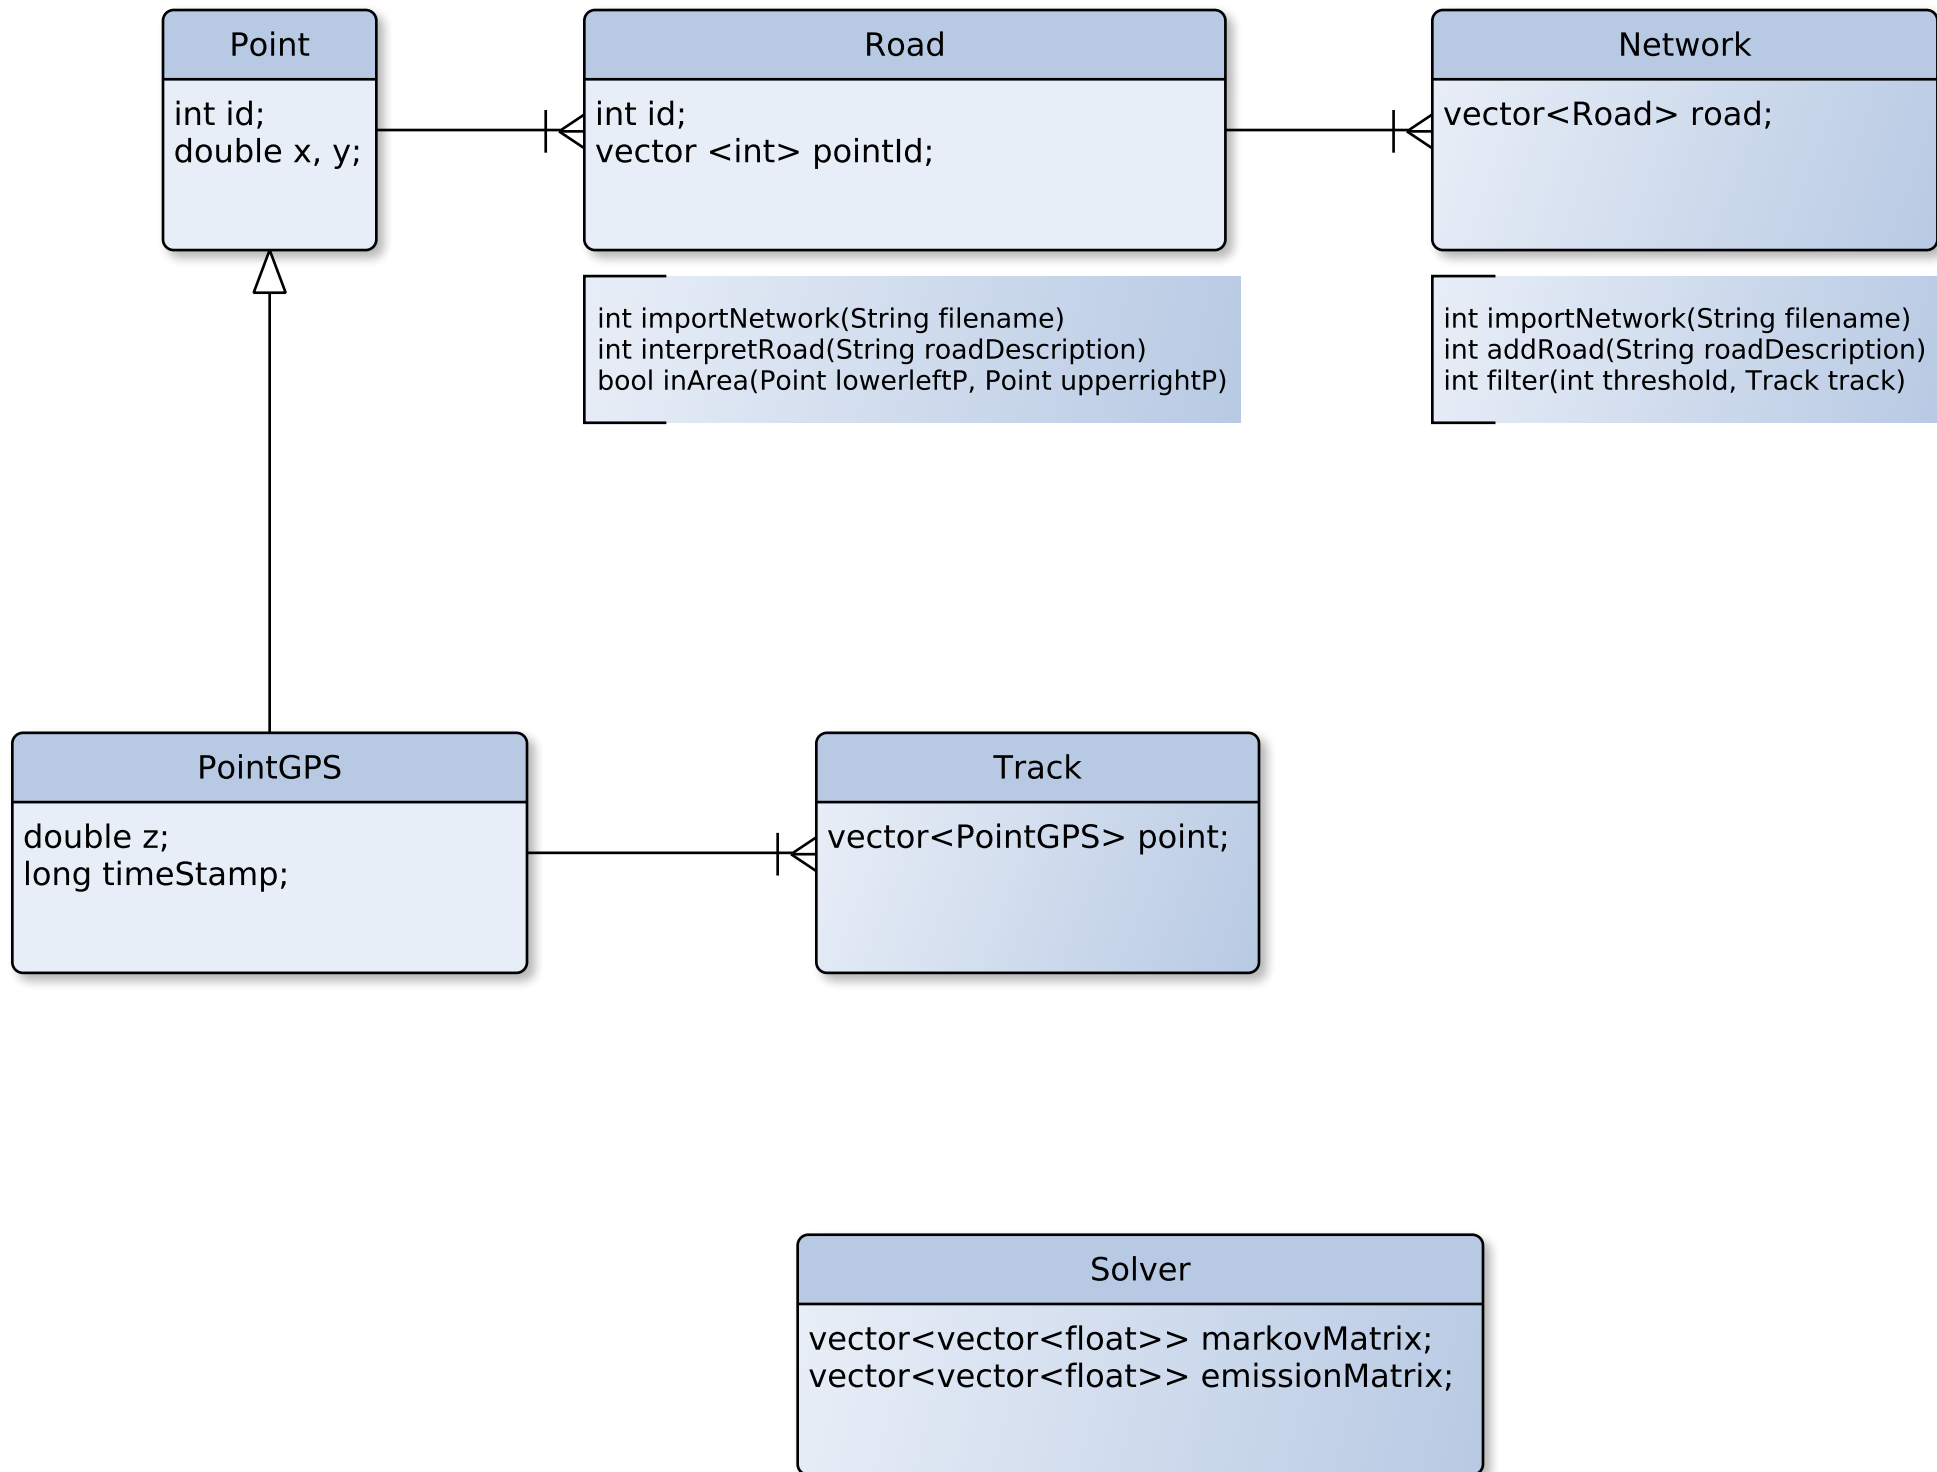 Point
int id;
double x, y;
Road
int id;
vector <int> pointId;
int importNetwork(String filename)
int interpretRoad(String roadDescription)
bool inArea(Point lowerleftP, Point upperrightP)
Network
vector<Road> road;
int importNetwork(String filename)
int addRoad(String roadDescription)
int filter(int threshold, Track track)
PointGPS
double z;
long timeStamp;
Track
vector<PointGPS> point;
Solver
vector<vector<float>> markovMatrix;
vector<vector<float>> emissionMatrix;